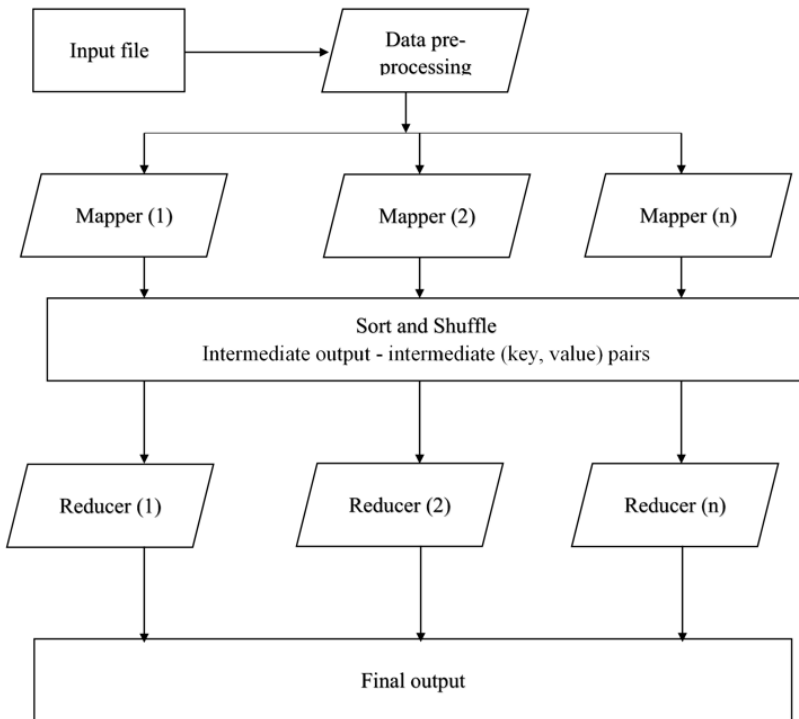 Input file
Data pre-
processing
Mapper (1)
Mapper (2)
Mapper (n)
Sort and Shuffle
Intermediate output - intermediate (key, value) pairs
Reducer (1)
Reducer (2)
Reducer (n)
Final output